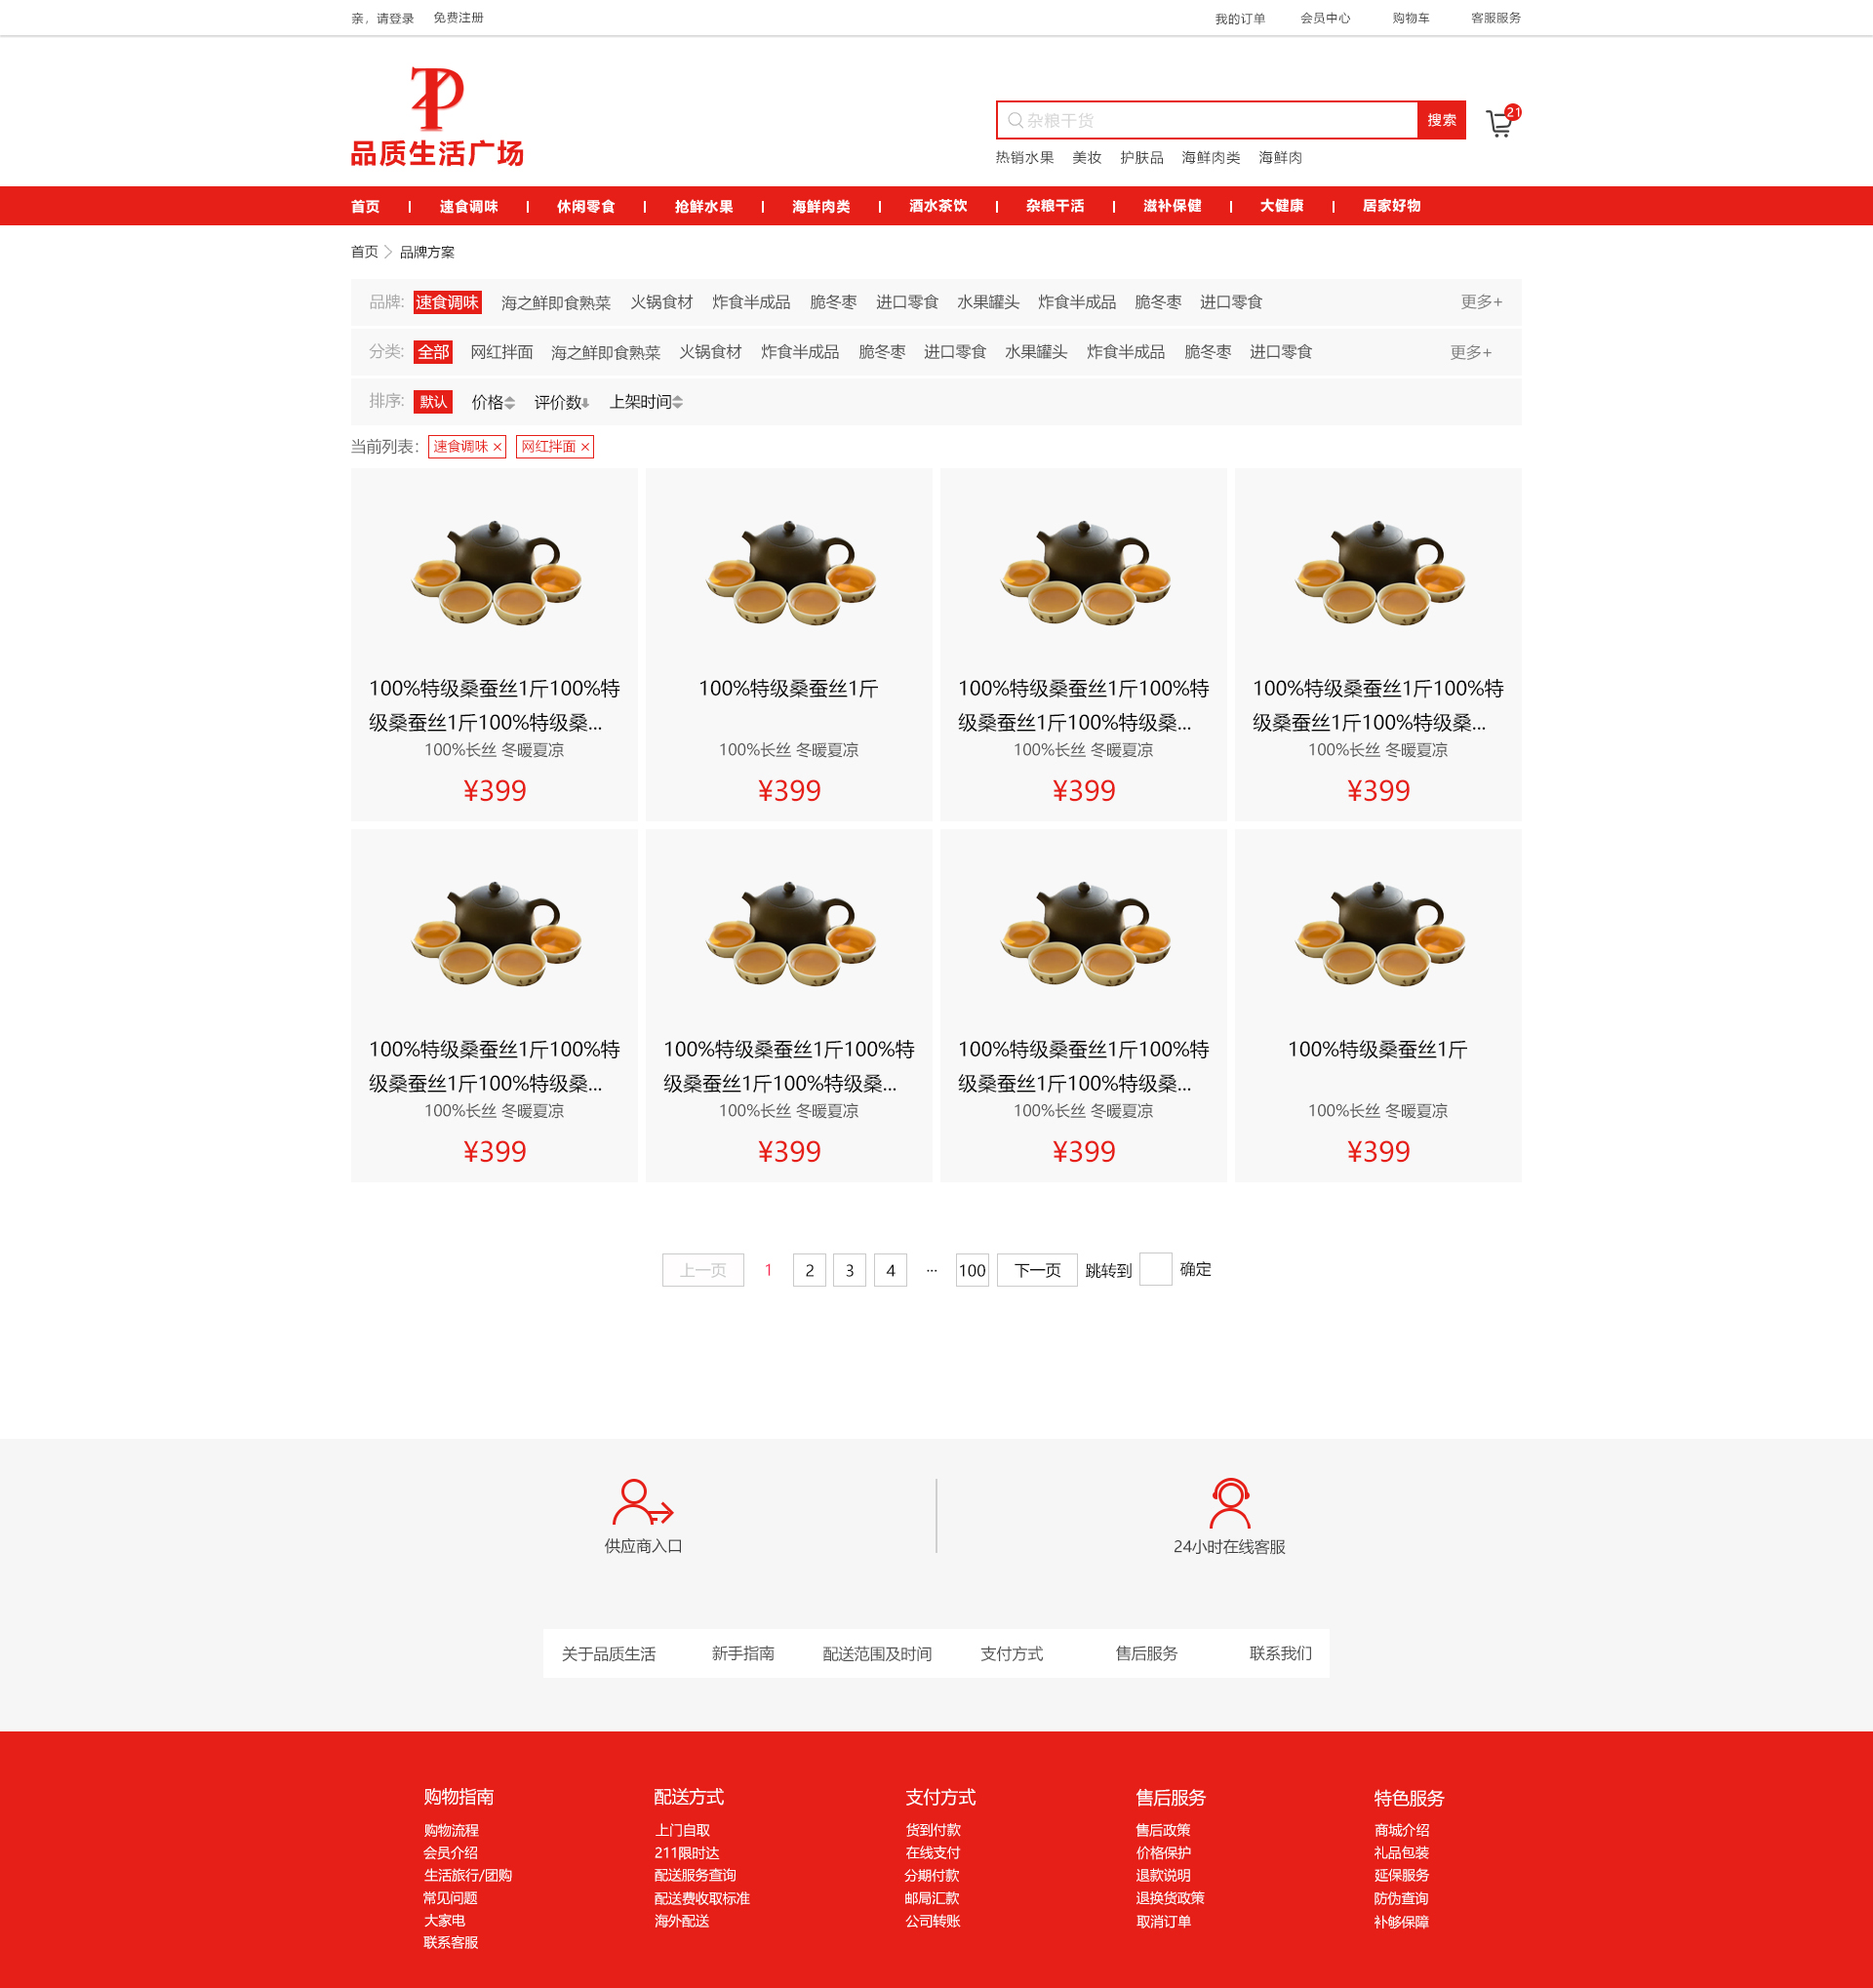 亲，请登录 免费注册 我的订单 会员中心 购物车 客服服务
品质生活广场
杂粮干货 搜索 21
热销水果 美妆 护肤品 海鲜肉类 海鲜肉
首页 速食调味 休闲零食 抢鲜水果 海鲜肉类 酒水茶饮 杂粮干活 滋补保健 大健康 居家好物
首页 > 品牌方案
品牌: 速食调味 海之鲜即食熟菜 火锅食材 炸食半成品 脆冬枣 进口零食 水果罐头 炸食半成品 脆冬枣 进口零食 更多+
分类: 全部 网红拌面 海之鲜即食熟菜 火锅食材 炸食半成品 脆冬枣 进口零食 水果罐头 炸食半成品 脆冬枣 进口零食 更多+
排序: 默认 价格 评价数 上架时间
当前列表： 速食调味 × 网红拌面 ×
100%特级桑蚕丝1斤100%特 100%特级桑蚕丝1斤 100%特级桑蚕丝1斤100%特 100%特级桑蚕丝1斤100%特
级桑蚕丝1斤100%特级桑... 级桑蚕丝1斤100%特级桑... 级桑蚕丝1斤100%特级桑...
100%长丝 冬暖夏凉 100%长丝 冬暖夏凉 100%长丝 冬暖夏凉 100%长丝 冬暖夏凉
¥399 ¥399 ¥399 ¥399
100%特级桑蚕丝1斤100%特 100%特级桑蚕丝1斤100%特 100%特级桑蚕丝1斤100%特 100%特级桑蚕丝1斤
级桑蚕丝1斤100%特级桑... 级桑蚕丝1斤100%特级桑... 级桑蚕丝1斤100%特级桑...
100%长丝 冬暖夏凉 100%长丝 冬暖夏凉 100%长丝 冬暖夏凉 100%长丝 冬暖夏凉
¥399 ¥399 ¥399 ¥399
上一页 1 2 3 4 ... 100 下一页 跳转到 确定
供应商入口 24小时在线客服
关于品质生活 新手指南 配送范围及时间 支付方式 售后服务 联系我们
购物指南 配送方式 支付方式 售后服务 特色服务
购物流程 上门自取 货到付款 售后政策 商城介绍
会员介绍 211限时达 在线支付 价格保护 礼品包装
生活旅行/团购 配送服务查询 分期付款 退款说明 延保服务
常见问题 配送费收取标准 邮局汇款 退换货政策 防伪查询
大家电 海外配送 公司转账 取消订单 补够保障
联系客服